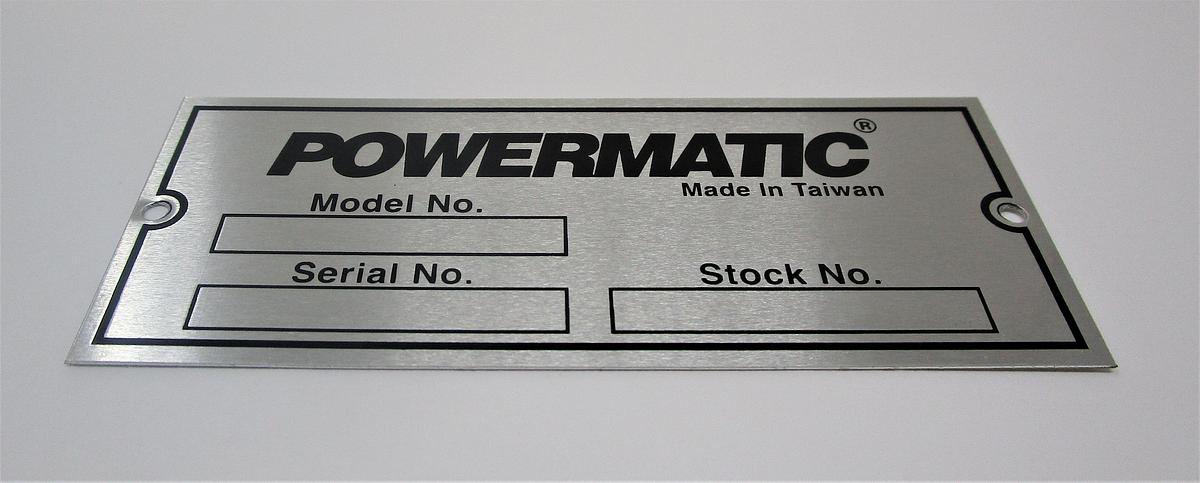 POWERMATIC®
Made In Taiwan
Model No.
Serial No.
Stock No.